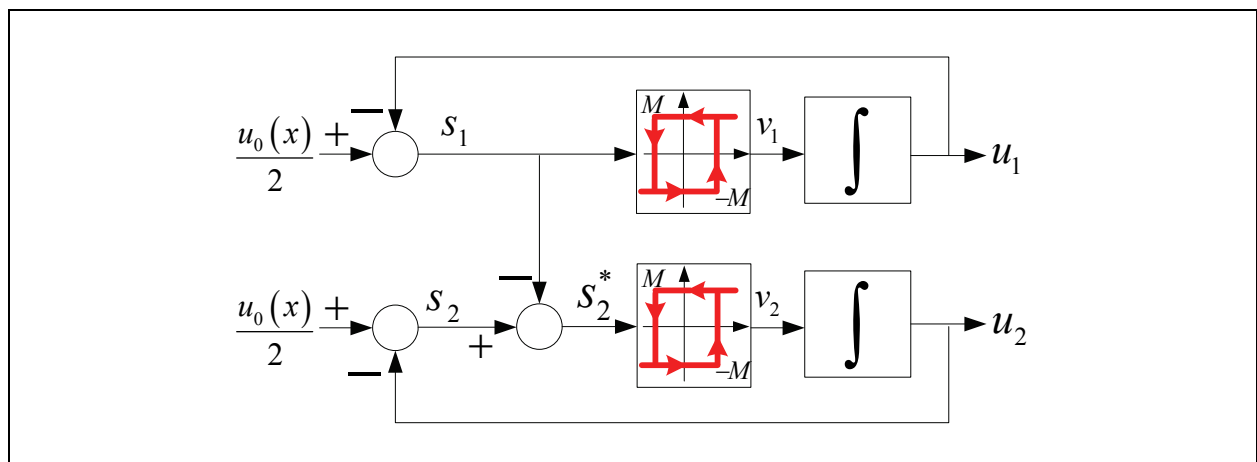 u₀(x)/2 + − s₁ M −M v₁ ∫ u₁
u₀(x)/2 + − s₂ − + s₂* M −M v₂ ∫ u₂